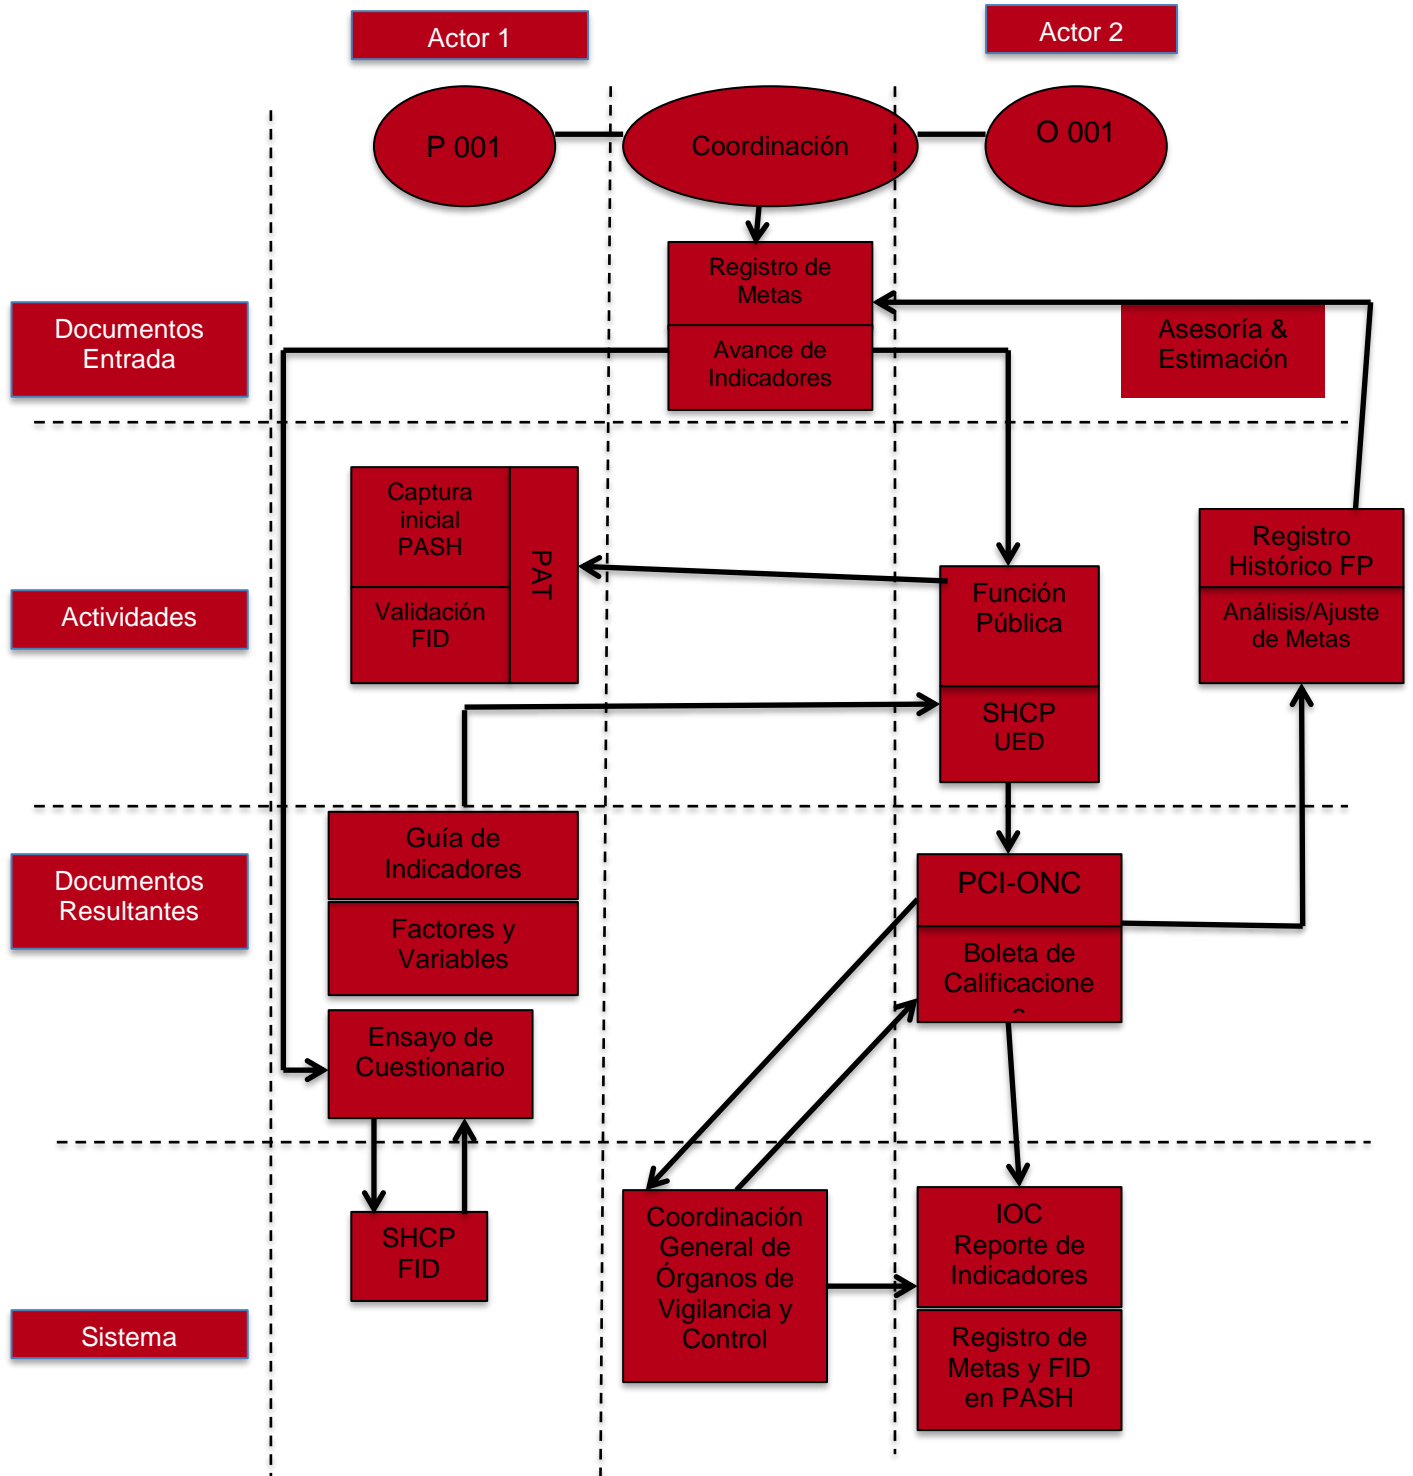 Actor 1
Actor 2
P 001
Coordinación
O 001
Registro de
Metas
Avance de
Indicadores
Documentos
Entrada
Asesoría &
Estimación
Captura
inicial
PASH
Validación
FID
PAT
Actividades
Función
Pública
SHCP
UED
Registro
Histórico FP
Análisis/Ajuste
de Metas
Guía de
Indicadores
Factores y
Variables
Documentos
Resultantes
PCI-ONC
Boleta de
Calificacione
Ensayo de
Cuestionario
SHCP
FID
Coordinación
General de
Órganos de
Vigilancia y
Control
IOC
Reporte de
Indicadores
Registro de
Metas y FID
en PASH
Sistema